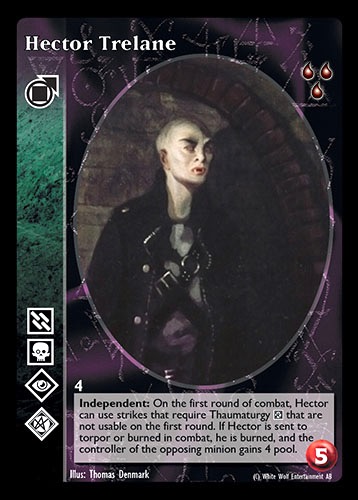 Hector Trelane
4
Independent: On the first round of combat, Hector
can use strikes that require Thaumaturgy that are
not usable on the first round. If Hector is sent to
torpor or burned in combat, he is burned, and the
controller of the opposing minion gains 4 pool.
5
Illus: Thomas Denmark
(C) White Wolf Entertainment AB